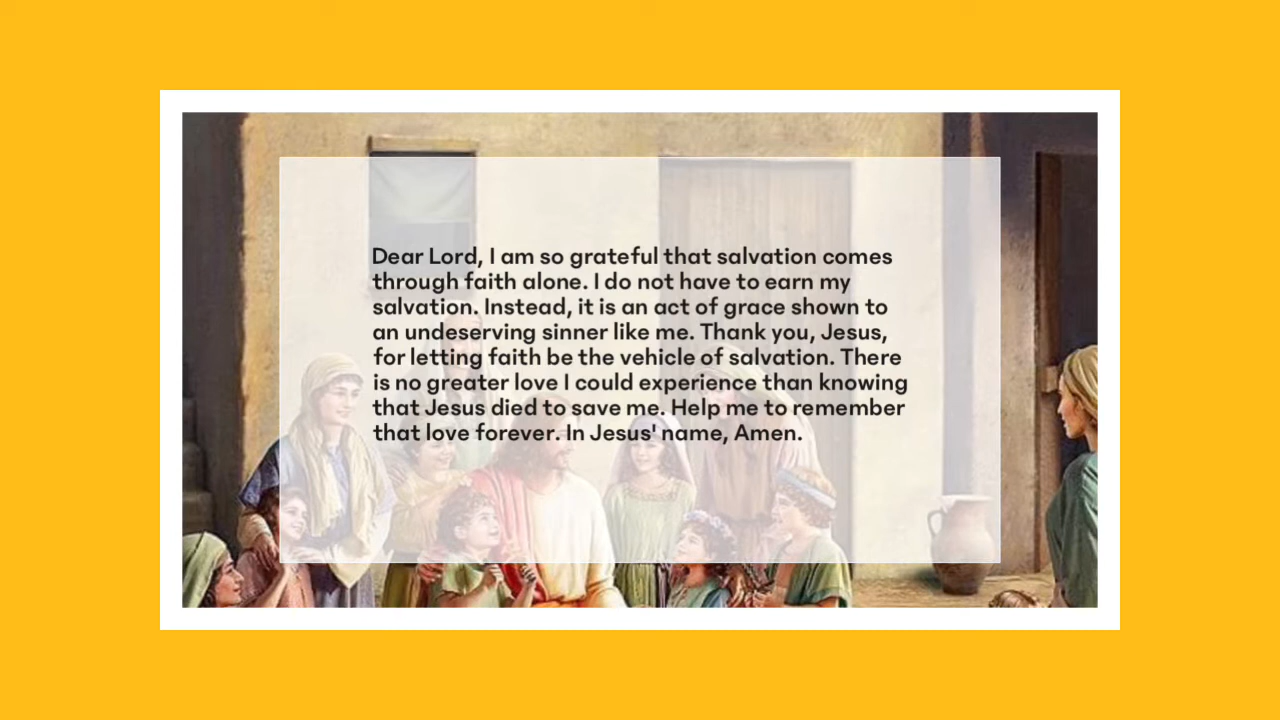 Dear Lord, I am so grateful that salvation comes
through faith alone. I do not have to earn my
salvation. Instead, it is an act of grace shown to
an undeserving sinner like me. Thank you, Jesus,
for letting faith be the vehicle of salvation. There
is no greater love I could experience than knowing
that Jesus died to save me. Help me to remember
that love forever. In Jesus' name, Amen.